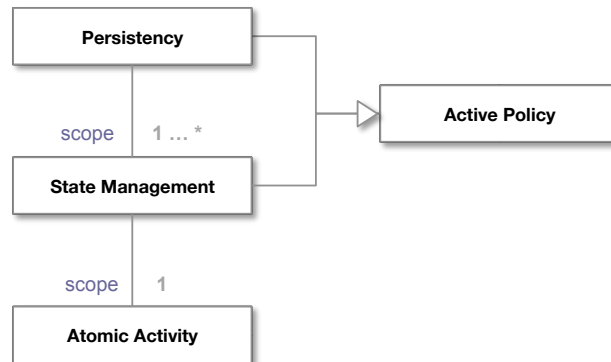 Persistency
Active Policy
scope 1 ... *
State Management
scope 1
Atomic Activity